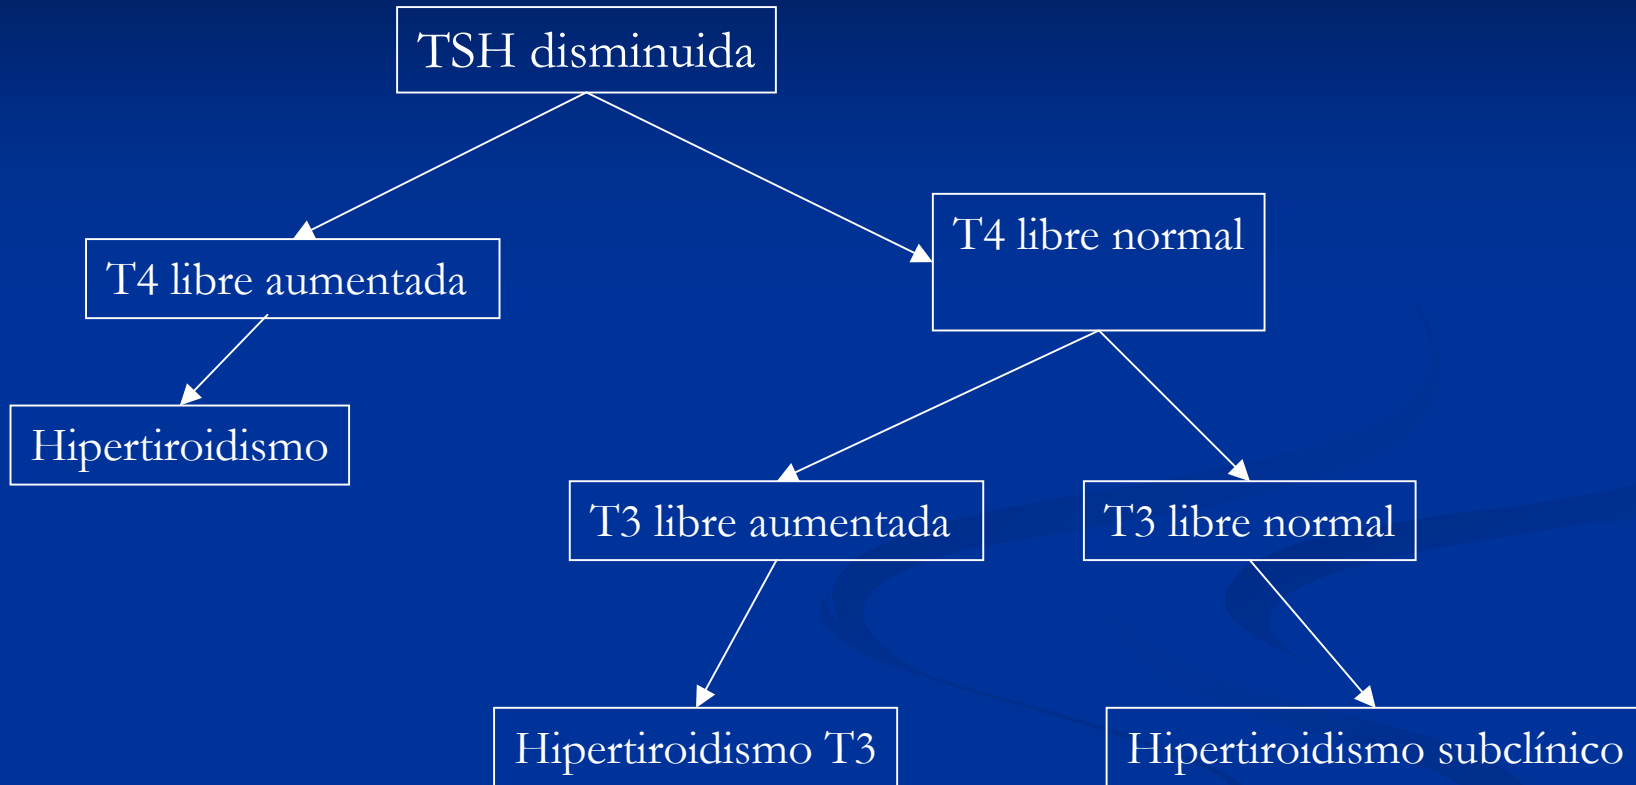 TSH disminuida
T4 libre normal
T4 libre aumentada
Hipertiroidismo
T3 libre aumentada
T3 libre normal
Hipertiroidismo T3
Hipertiroidismo subclínico